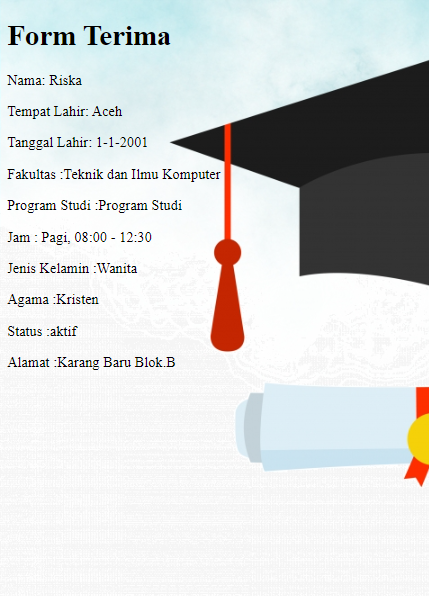 Form Terima
Nama: Riska
Tempat Lahir: Aceh
Tanggal Lahir: 1-1-2001
Fakultas :Teknik dan Ilmu Komputer
Program Studi :Program Studi
Jam : Pagi, 08:00 - 12:30
Jenis Kelamin :Wanita
Agama :Kristen
Status :aktif
Alamat :Karang Baru Blok.B